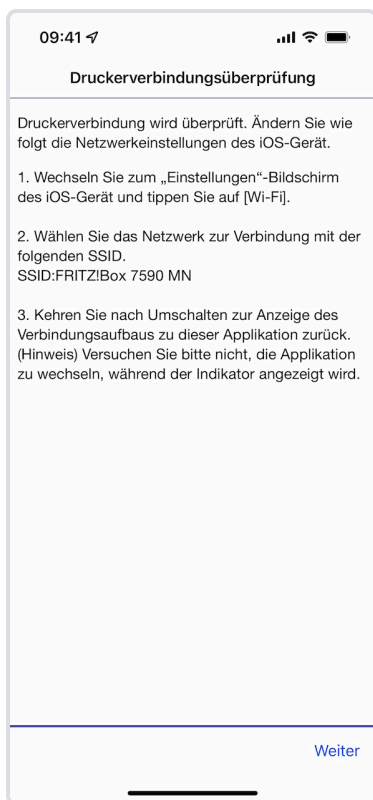 09:41
Druckerverbindungsüberprüfung
Druckerverbindung wird überprüft. Ändern Sie wie
folgt die Netzwerkeinstellungen des iOS-Gerät.
1. Wechseln Sie zum „Einstellungen“-Bildschirm
des iOS-Gerät und tippen Sie auf [Wi-Fi].
2. Wählen Sie das Netzwerk zur Verbindung mit der
folgenden SSID.
SSID:FRITZ!Box 7590 MN
3. Kehren Sie nach Umschalten zur Anzeige des
Verbindungsaufbaus zu dieser Applikation zurück.
(Hinweis) Versuchen Sie bitte nicht, die Applikation
zu wechseln, während der Indikator angezeigt wird.
Weiter